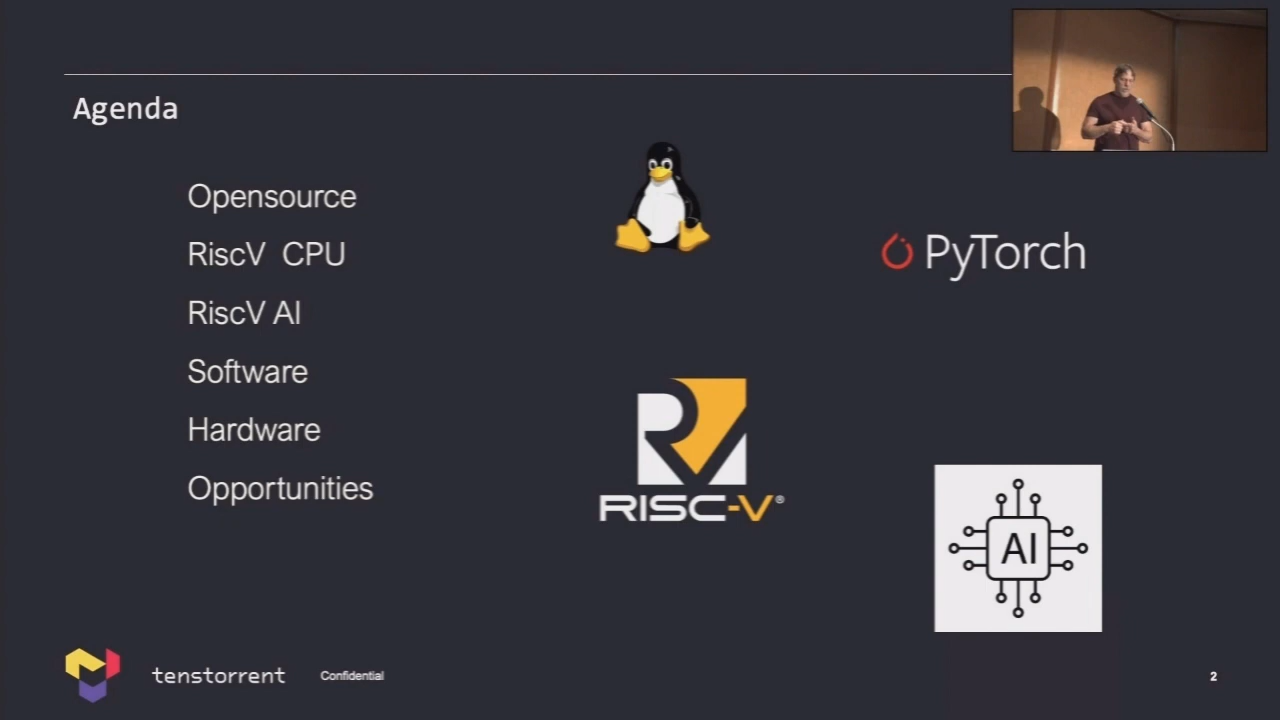 Agenda
Opensource
RiscV CPU
RiscV AI
Software
Hardware
Opportunities
PyTorch
RISC-V®
AI
tenstorrent
Confidential
2